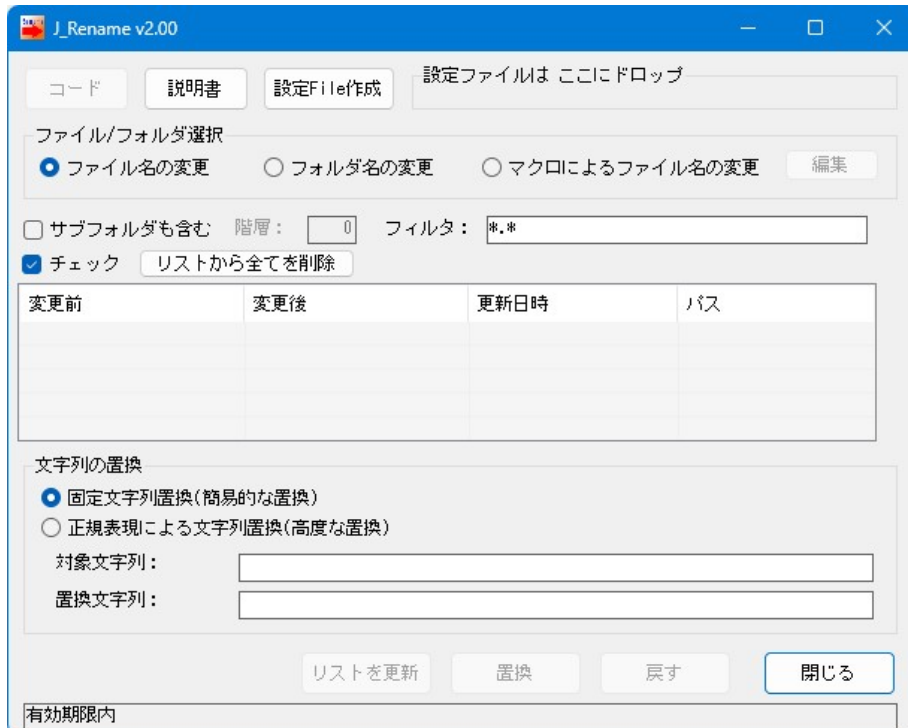 J_Rename v2.00
コード 説明書 設定File作成 設定ファイルは ここにドロップ
ファイル/フォルダ選択
ファイル名の変更 フォルダ名の変更 マクロによるファイル名の変更 編集
サブフォルダも含む 階層： 0 フィルタ： *.*
チェック リストから全てを削除
変更前 変更後 更新日時 パス
文字列の置換
固定文字列置換(簡易的な置換)
正規表現による文字列置換(高度な置換)
対象文字列：
置換文字列：
リストを更新 置換 戻す 閉じる
有効期限内